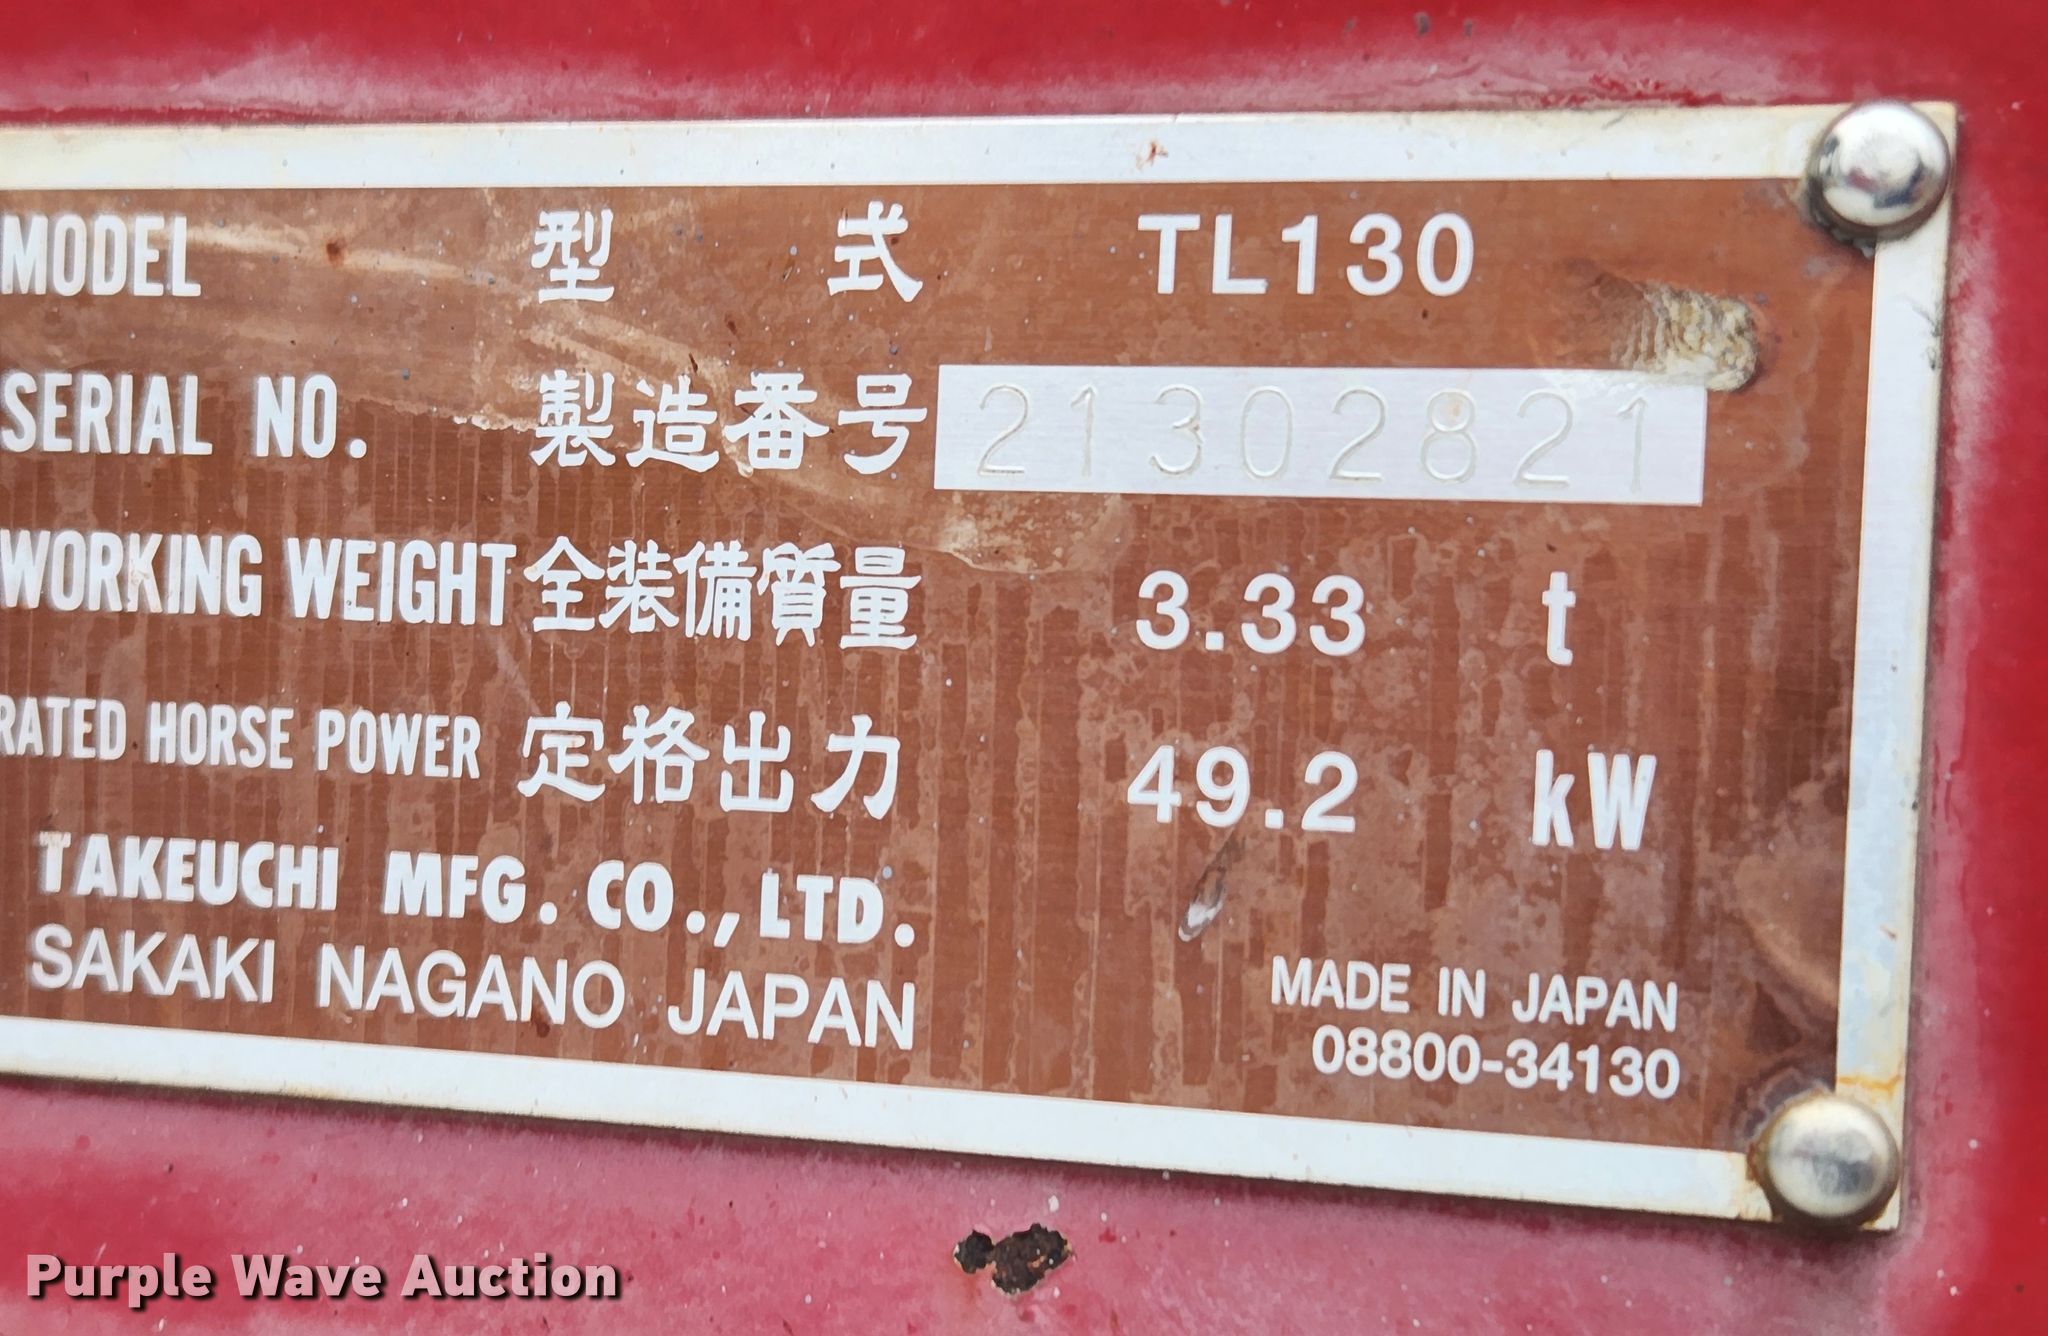 MODEL 型 式 TL130
SERIAL NO. 製造番号 21302821
WORKING WEIGHT 全装備質量 3.33 t
RATED HORSE POWER 定格出力 49.2 kW
TAKEUCHI MFG. CO., LTD.
SAKAKI NAGANO JAPAN
MADE IN JAPAN
08800-34130
Purple Wave Auction